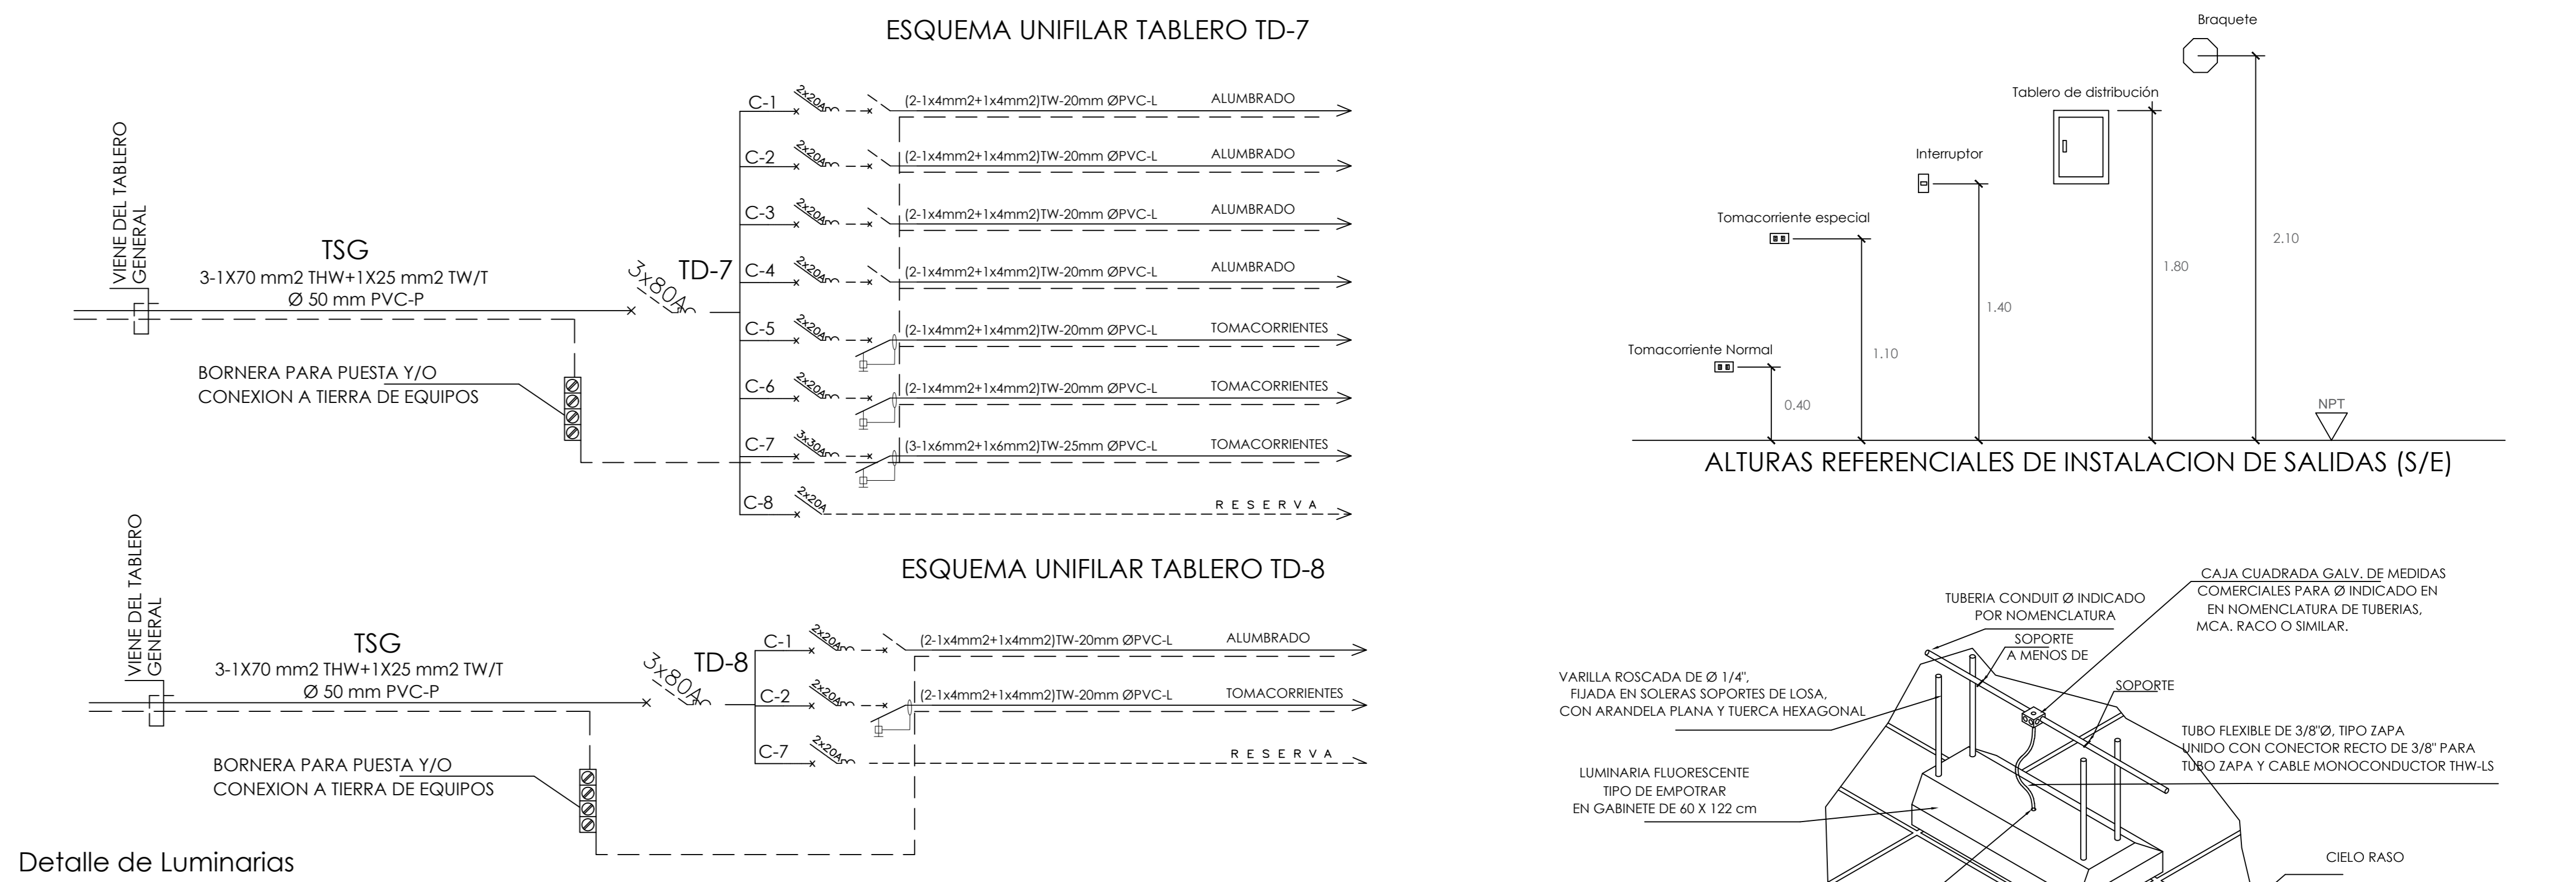 ESQUEMA UNIFILAR TABLERO TD-7
VIENE DEL TABLERO
GENERAL
TSG
3-1X70 mm2 THW+1X25 mm2 TW/T
Ø 50 mm PVC-P
BORNERA PARA PUESTA Y/O
CONEXION A TIERRA DE EQUIPOS
3x80A
TD-7
C-1 2x20A (2-1x4mm2+1x4mm2)TW-20mm ØPVC-L ALUMBRADO
C-2 2x20A (2-1x4mm2+1x4mm2)TW-20mm ØPVC-L ALUMBRADO
C-3 2x20A (2-1x4mm2+1x4mm2)TW-20mm ØPVC-L ALUMBRADO
C-4 2x20A (2-1x4mm2+1x4mm2)TW-20mm ØPVC-L ALUMBRADO
C-5 2x20A (2-1x4mm2+1x4mm2)TW-20mm ØPVC-L TOMACORRIENTES
C-6 2x20A (2-1x4mm2+1x4mm2)TW-20mm ØPVC-L TOMACORRIENTES
C-7 3x30A (3-1x6mm2+1x6mm2)TW-25mm ØPVC-L TOMACORRIENTES
C-8 2x20A RESERVA
ESQUEMA UNIFILAR TABLERO TD-8
VIENE DEL TABLERO
GENERAL
TSG
3-1X70 mm2 THW+1X25 mm2 TW/T
Ø 50 mm PVC-P
BORNERA PARA PUESTA Y/O
CONEXION A TIERRA DE EQUIPOS
3x80A
TD-8
C-1 2x20A (2-1x4mm2+1x4mm2)TW-20mm ØPVC-L ALUMBRADO
C-2 2x20A (2-1x4mm2+1x4mm2)TW-20mm ØPVC-L TOMACORRIENTES
C-7 2x20A RESERVA
Detalle de Luminarias
Braquete
Tablero de distribución
Interruptor
Tomacorriente especial
Tomacorriente Normal
2.10
1.80
1.40
1.10
0.40
NPT
ALTURAS REFERENCIALES DE INSTALACION DE SALIDAS (S/E)
CAJA CUADRADA GALV. DE MEDIDAS
COMERCIALES PARA Ø INDICADO EN
EN NOMENCLATURA DE TUBERIAS,
MCA. RACO O SIMILAR.
TUBERIA CONDUIT Ø INDICADO
POR NOMENCLATURA
SOPORTE
A MENOS DE
SOPORTE
VARILLA ROSCADA DE Ø 1/4",
FIJADA EN SOLERAS SOPORTES DE LOSA,
CON ARANDELA PLANA Y TUERCA HEXAGONAL
TUBO FLEXIBLE DE 3/8"Ø, TIPO ZAPA
UNIDO CON CONECTOR RECTO DE 3/8" PARA
TUBO ZAPA Y CABLE MONOCONDUCTOR THW-LS
LUMINARIA FLUORESCENTE
TIPO DE EMPOTRAR
EN GABINETE DE 60 X 122 cm
CIELO RASO